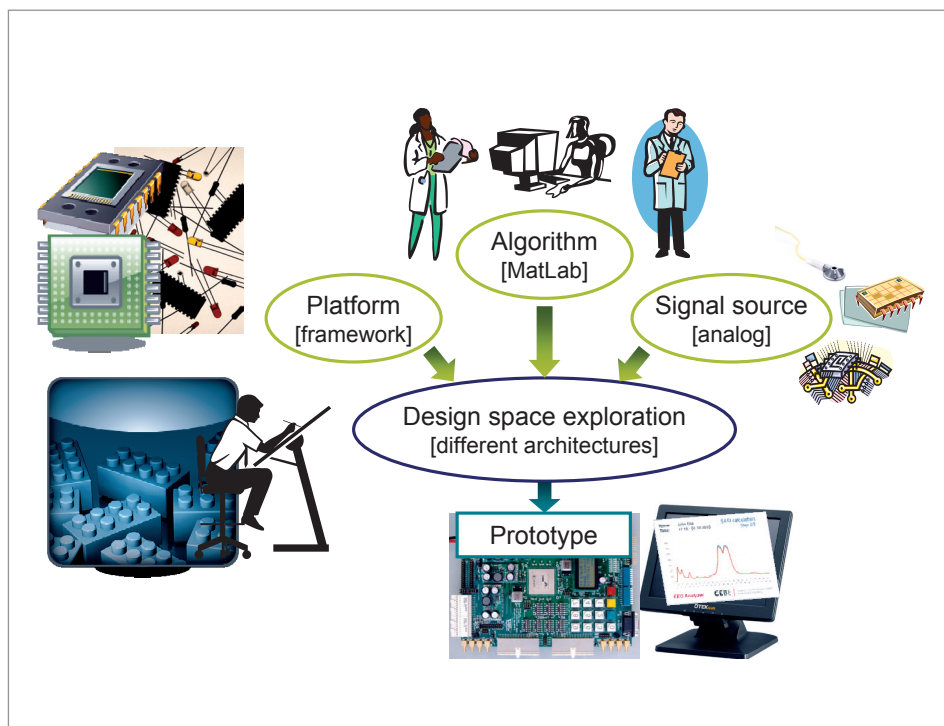 Algorithm
[MatLab]
Platform
[framework]
Signal source
[analog]
Design space exploration
[different architectures]
Prototype